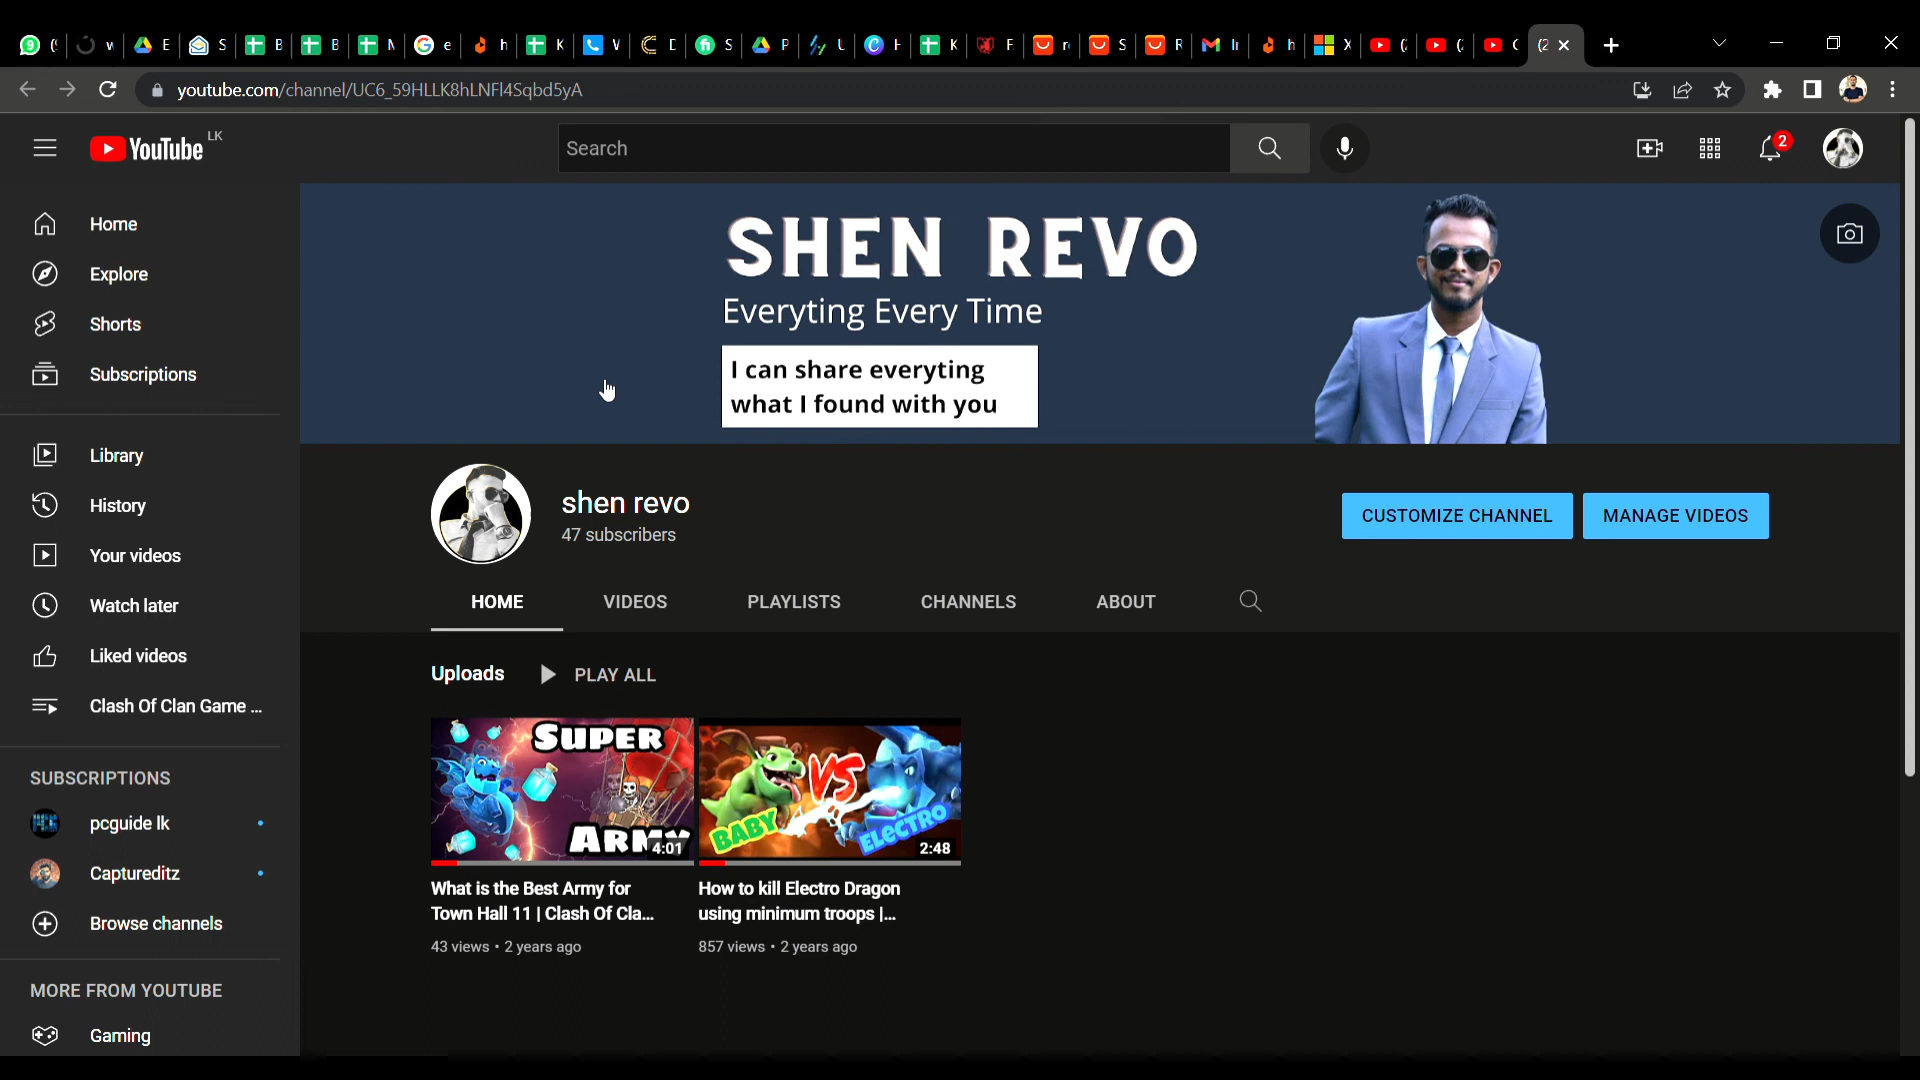 youtube.com/channel/UC6_59HLLK8hLNFl4Sqbd5yA
YouTube LK
Search
2
Home
Explore
Shorts
Subscriptions
Library
History
Your videos
Watch later
Liked videos
Clash Of Clan Game ...
SUBSCRIPTIONS
pcguide lk
Captureditz
Browse channels
MORE FROM YOUTUBE
Gaming
SHEN REVO
Everyting Every Time
I can share everyting
what I found with you
shen revo
47 subscribers
CUSTOMIZE CHANNEL
MANAGE VIDEOS
HOME
VIDEOS
PLAYLISTS
CHANNELS
ABOUT
Uploads
PLAY ALL
SUPER
ARMY
4:01
What is the Best Army for
Town Hall 11 | Clash Of Cla...
43 views • 2 years ago
VS
BABY
ELECTRO
2:48
How to kill Electro Dragon
using minimum troops |...
857 views • 2 years ago